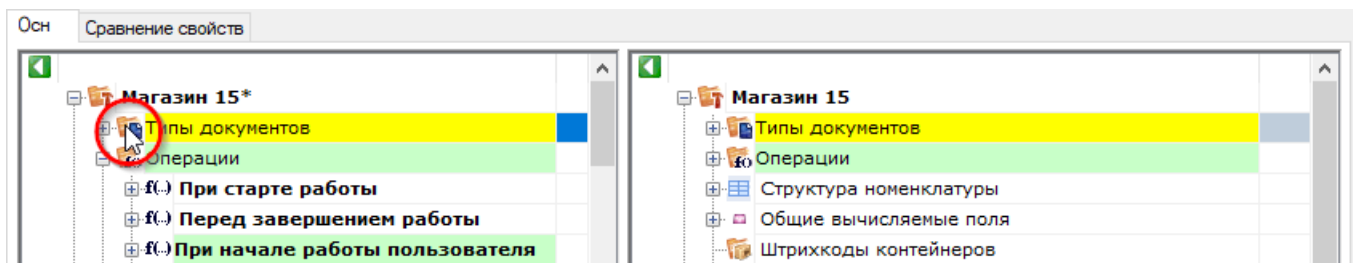 Осн
Сравнение свойств
Магазин 15*
Типы документов
Операции
f(..) При старте работы
f(..) Перед завершением работы
f(..) При начале работы пользователя
Магазин 15
Типы документов
f() Операции
Структура номенклатуры
Общие вычисляемые поля
Штрихкоды контейнеров